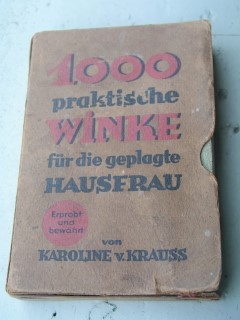 1000
praktische
WINKE
für die geplagte
HAUSFRAU
Erprobt
und
bewährt
von
KAROLINE v. KRAUSS